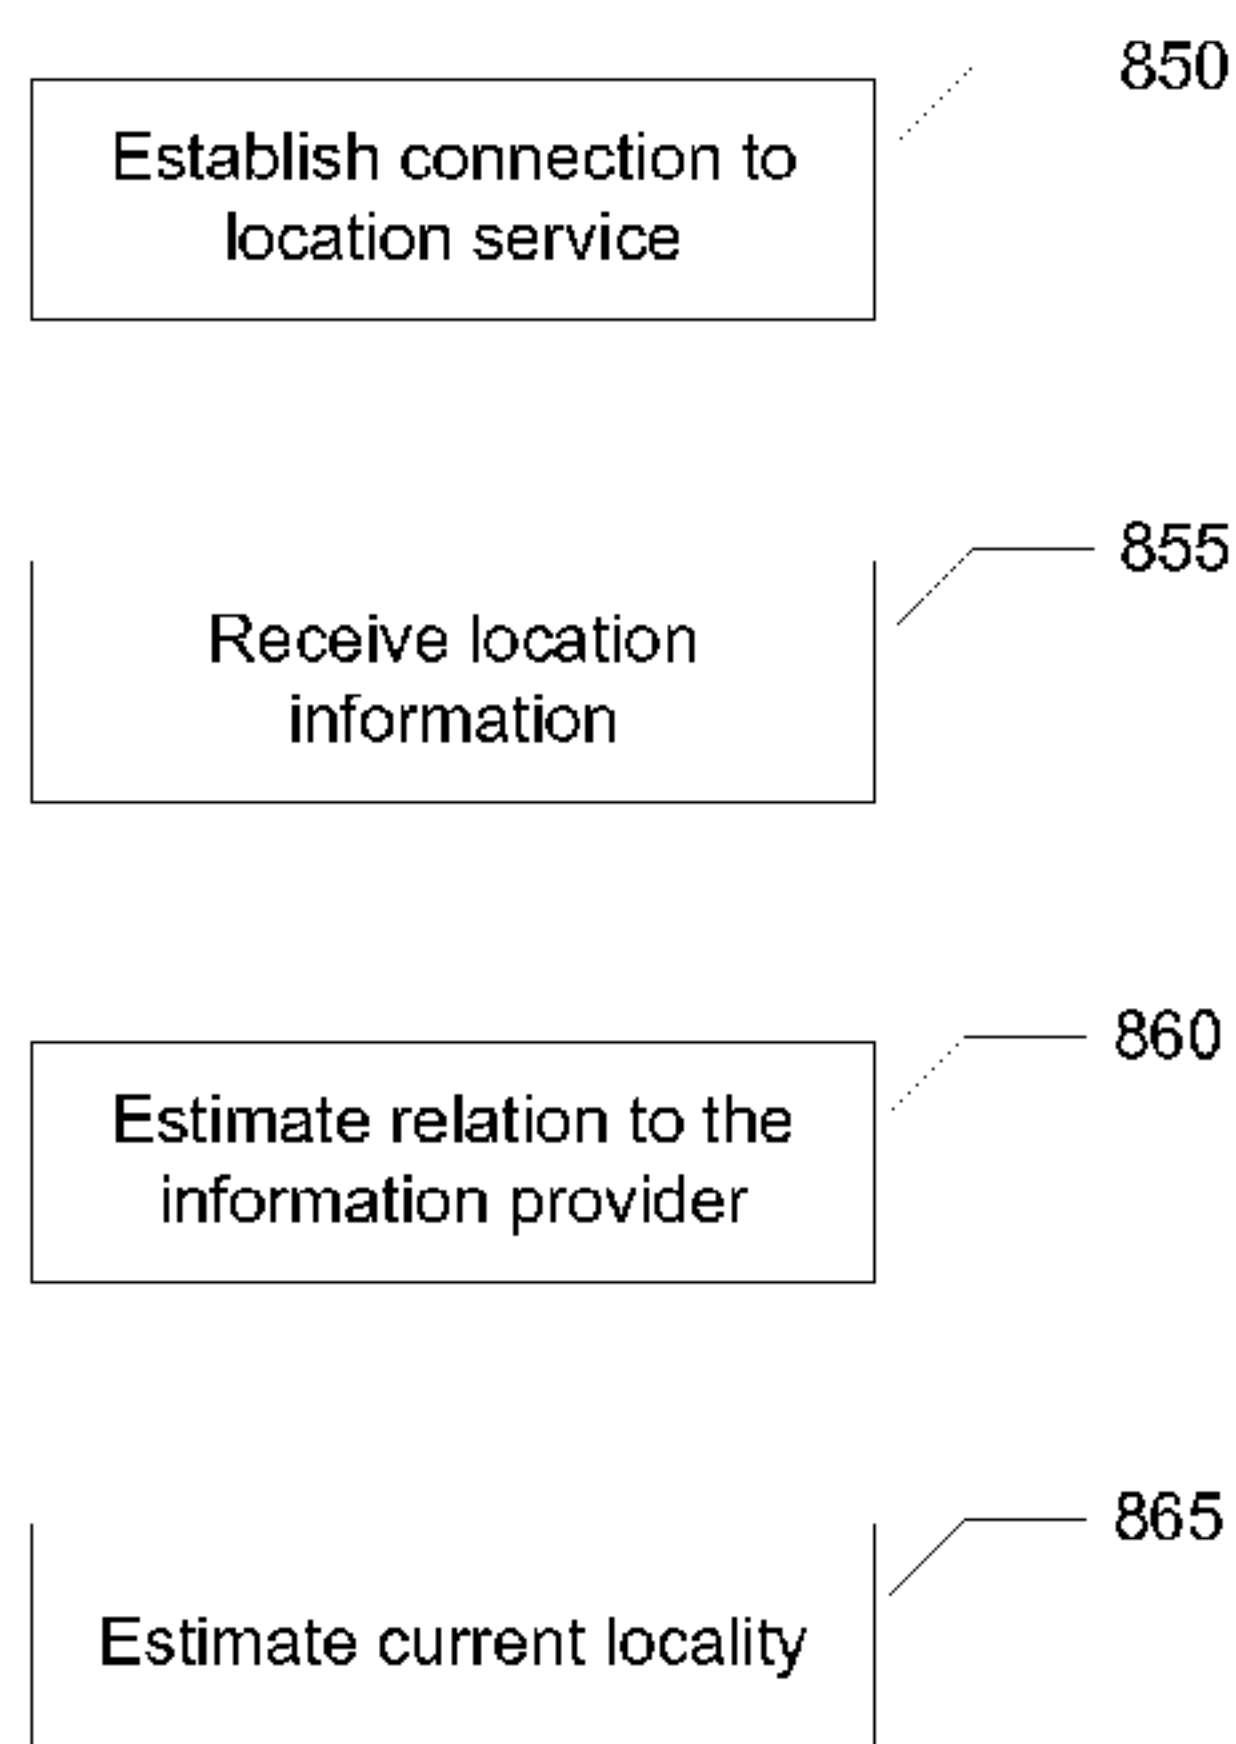 850
Establish connection to
location service
855
Receive location
information
860
Estimate relation to the
information provider
865
Estimate current locality